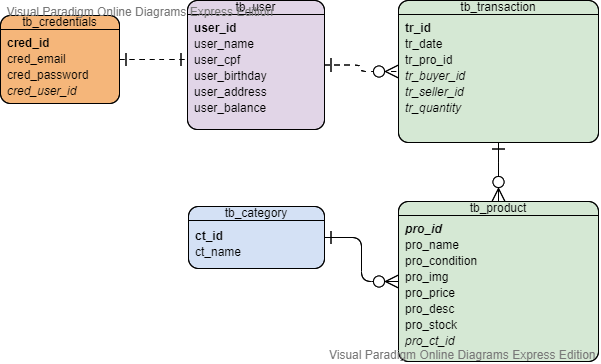 Visual Paradigm Online Diagrams Express Edition
tb_credentials
cred_id
cred_email
cred_password
cred_user_id
tb_user
user_id
user_name
user_cpf
user_birthday
user_address
user_balance
tb_transaction
tr_id
tr_date
tr_pro_id
tr_buyer_id
tr_seller_id
tr_quantity
tb_category
ct_id
ct_name
tb_product
pro_id
pro_name
pro_condition
pro_img
pro_price
pro_desc
pro_stock
pro_ct_id
Visual Paradigm Online Diagrams Express Edition